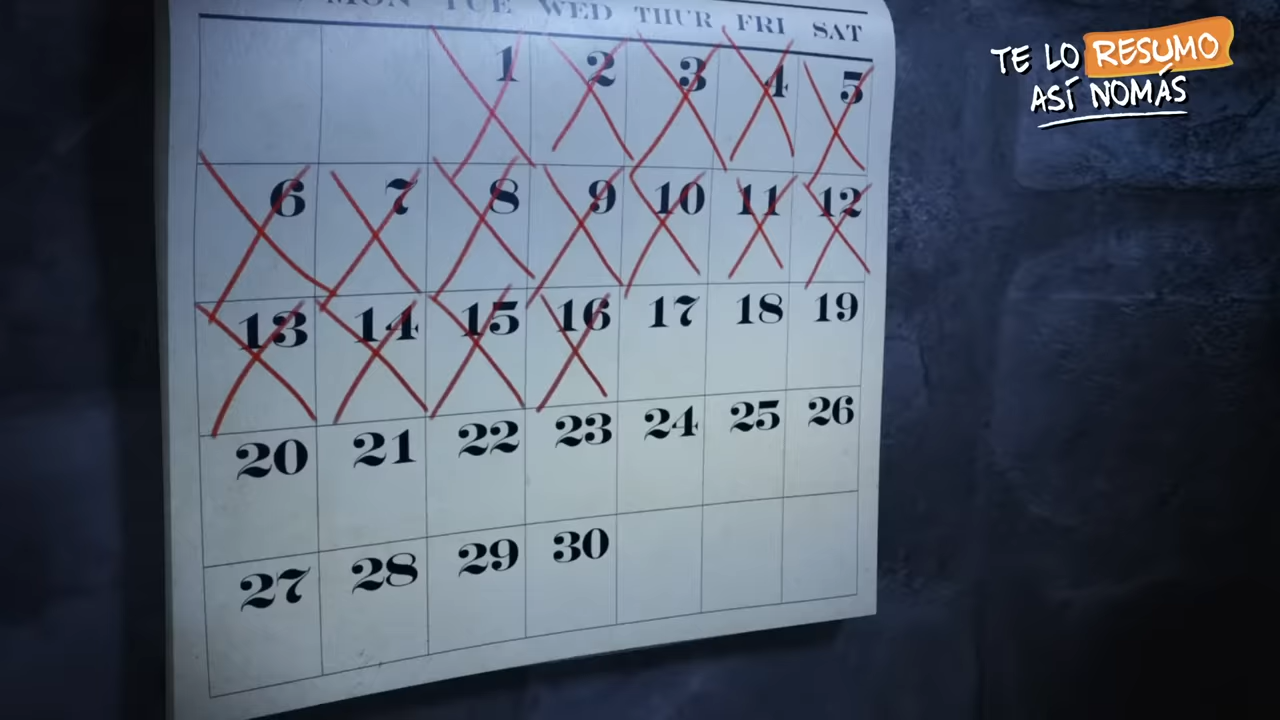 MON TUE WED THUR FRI SAT
1 2 3 4 5
6 7 8 9 10 11 12
13 14 15 16 17 18 19
20 21 22 23 24 25 26
27 28 29 30
TE LO RESUMO
ASÍ NOMÁS